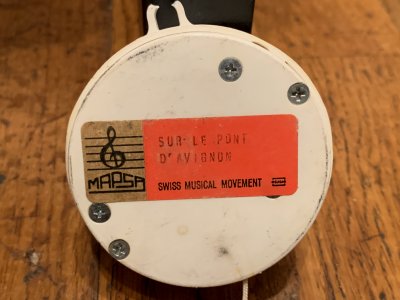 SUR LE PONT
D'AVIGNON
MAPSA
SWISS MUSICAL MOVEMENT